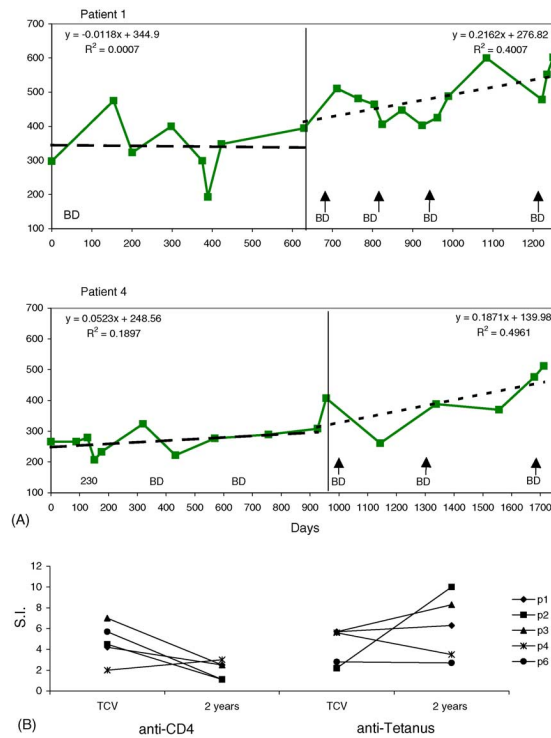 Patient 1
700
600
500
400
300
200
100
y = -0.0118x + 344.9
R² = 0.0007
y = 0.2162x + 276.82
R² = 0.4007
BD
BD
BD
BD
BD
0 100 200 300 400 500 600 700 800 900 1000 1100 1200
Patient 4
700
600
500
400
300
200
100
y = 0.0523x + 248.56
R² = 0.1897
y = 0.1871x + 139.98
R² = 0.4961
230 BD BD BD BD BD
0 100 200 300 400 500 600 700 800 900 1000 1100 1200 1300 1400 1500 1600 1700
(A)
Days
12
10
8
6
4
2
0
S.I.
p1
p2
p3
p4
p6
TCV 2 years TCV 2 years
(B) anti-CD4 anti-Tetanus